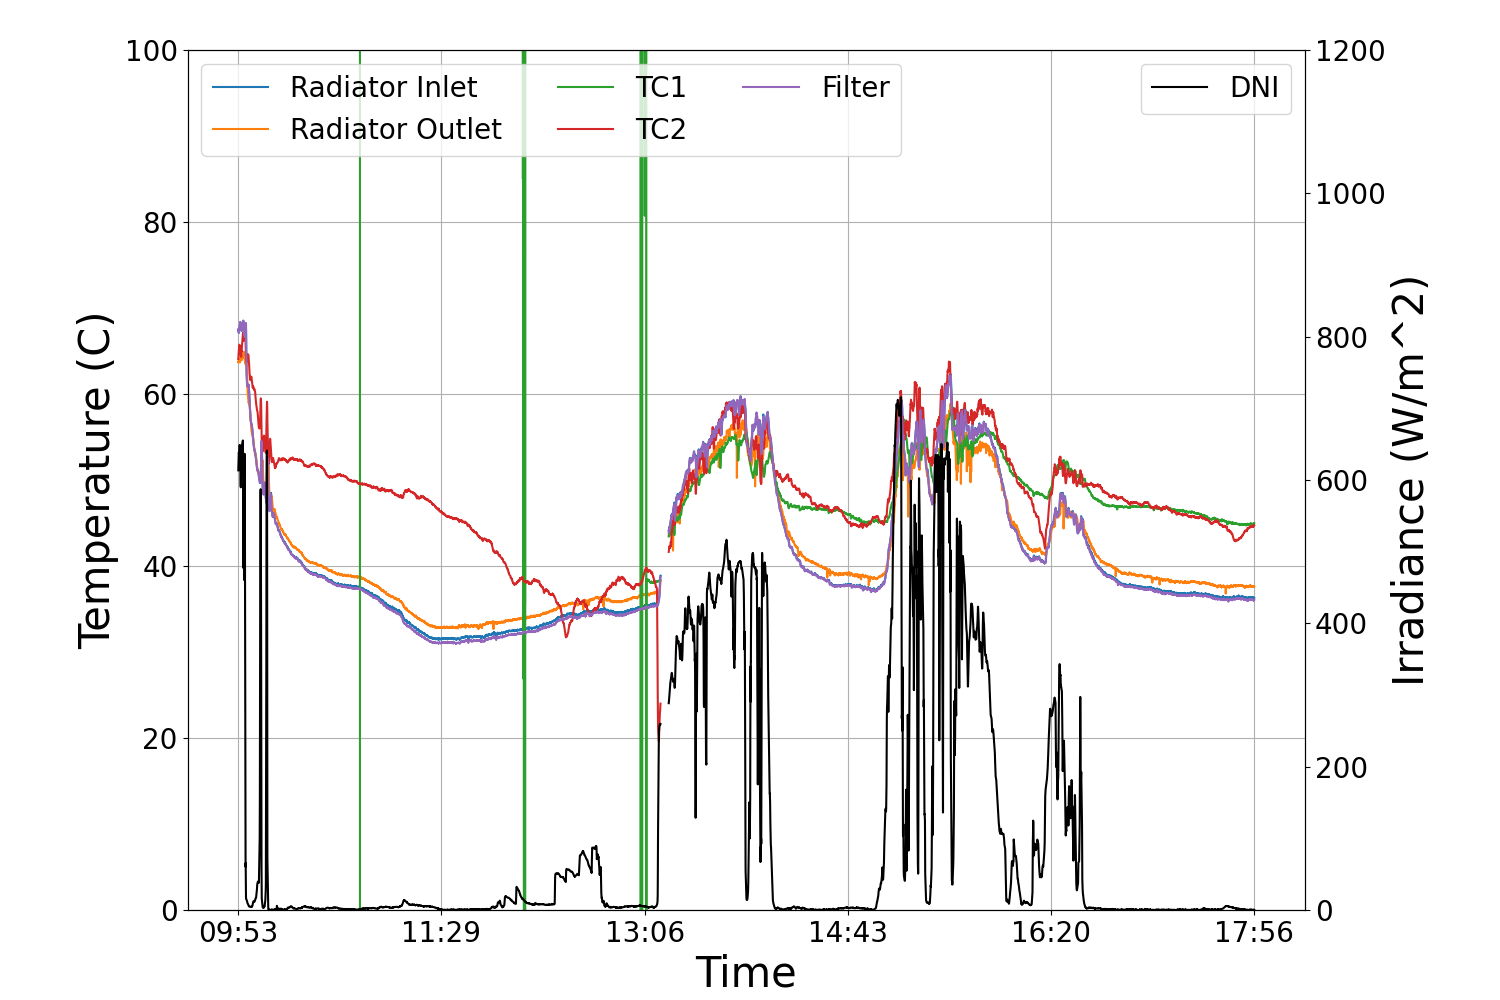 100
80
60
40
20
0
Temperature (C)
Radiator Inlet
Radiator Outlet
TC1
TC2
Filter
DNI
1200
1000
800
600
400
200
0
Irradiance (W/m^2)
09:53 11:29 13:06 14:43 16:20 17:56
Time